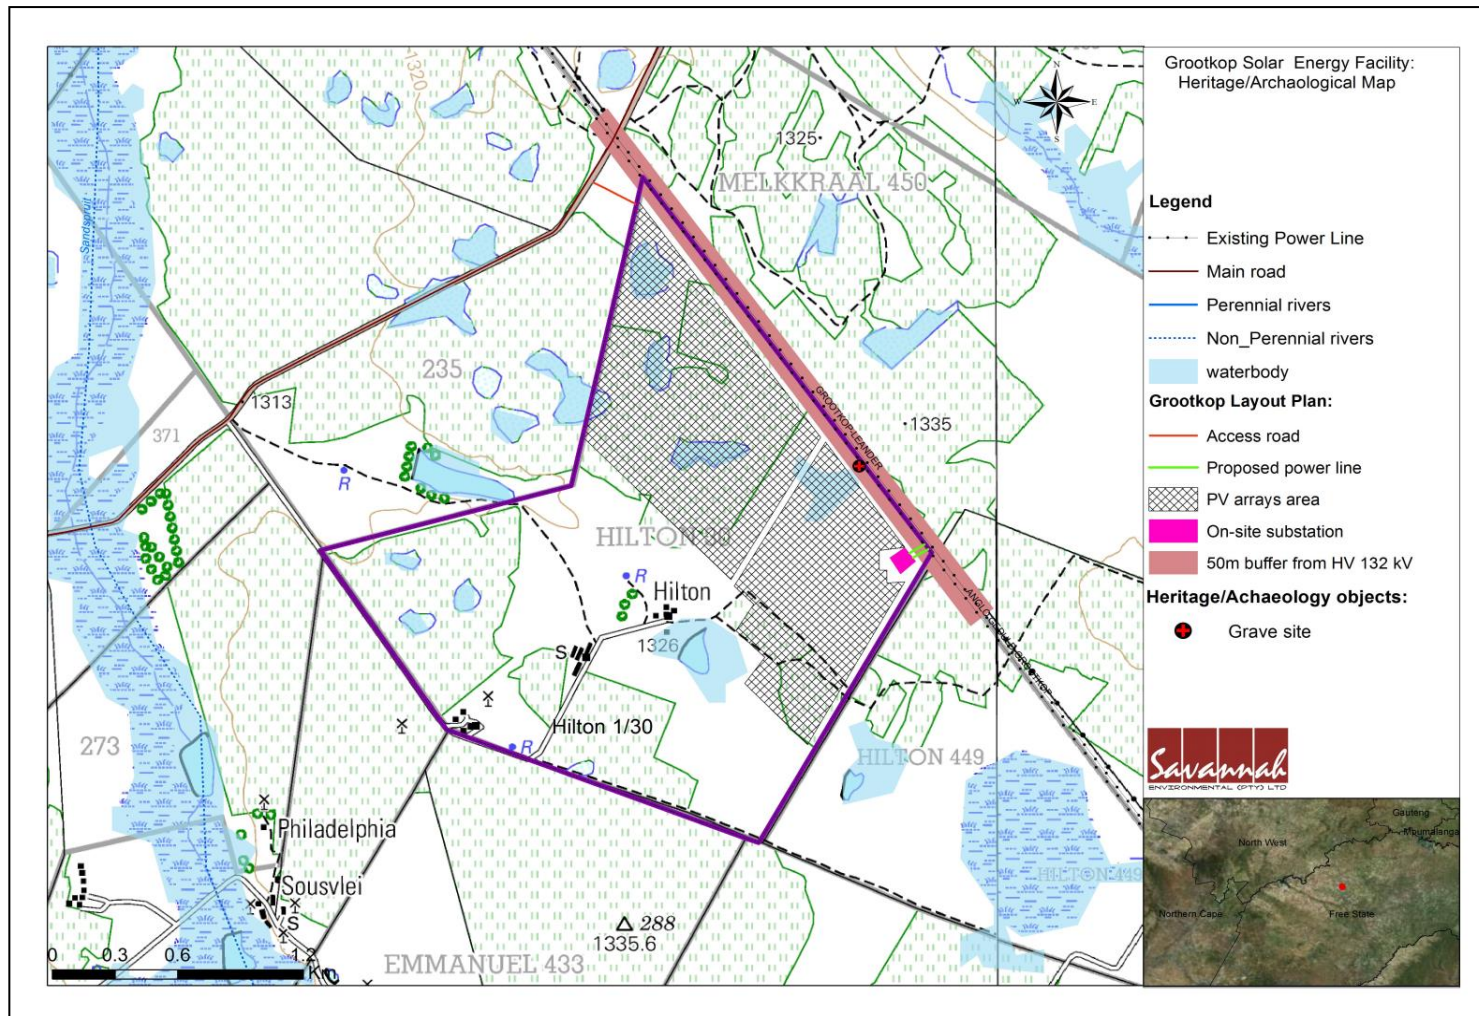 Grootkop Solar Energy Facility:
Heritage/Archaological Map
N
W
E
S
Legend
Existing Power Line
Main road
Perennial rivers
Non_Perennial rivers
waterbody
Grootkop Layout Plan:
Access road
Proposed power line
PV arrays area
On-site substation
50m buffer from HV 132 kV
Heritage/Achaeology objects:
Grave site
Savannah
ENVIRONMENTAL (PTY) LTD
Gauteng
Mpumalanga
North West
Northern Cape
Free State
1320
1325
MELKKRAAL 450
Sandspruit
235
1313
371
GROOTKOP-LEANDER
1335
R
HILTON 30
R
Hilton
1326
S
Hilton 1/30
R
273
HILTON 449
Philadelphia
Sousvlei
S
HILTON 449
288
1335.6
EMMANUEL 433
0 0.3 0.6 1.2